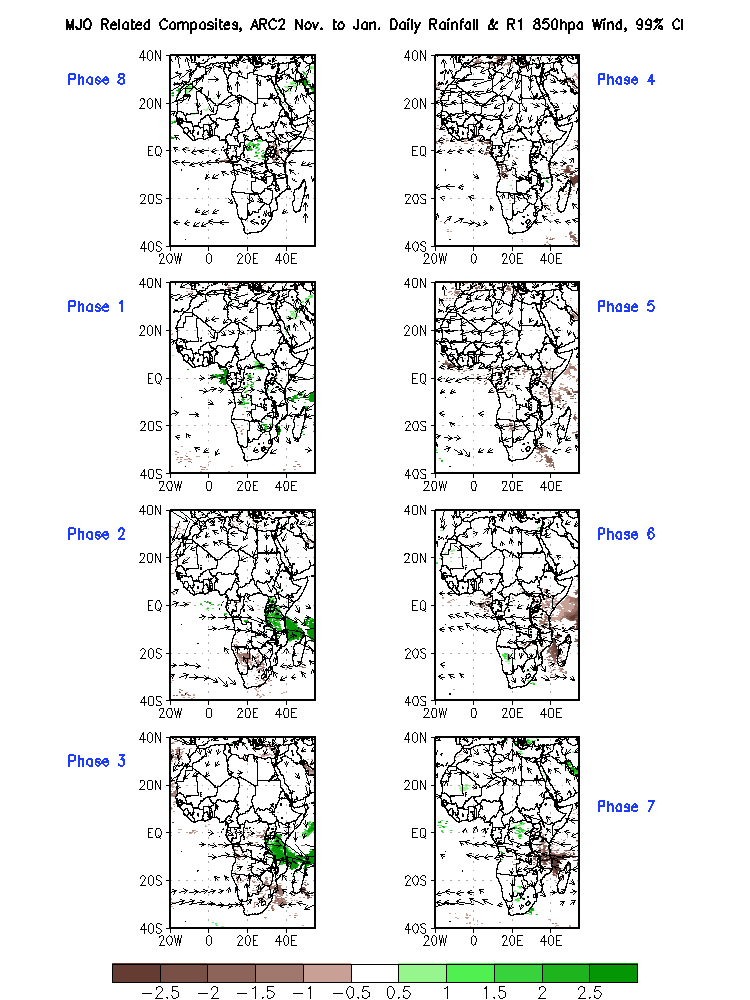 MJO Related Composites, ARC2 Nov. to Jan. Daily Rainfall & R1 850hpa Wind, 99% CI
Phase 8
40N
20N
EQ
20S
40S
20W 0 20E 40E
Phase 4
40N
20N
EQ
20S
40S
20W 0 20E 40E
Phase 1
40N
20N
EQ
20S
40S
20W 0 20E 40E
Phase 5
40N
20N
EQ
20S
40S
20W 0 20E 40E
Phase 2
40N
20N
EQ
20S
40S
20W 0 20E 40E
Phase 6
40N
20N
EQ
20S
40S
20W 0 20E 40E
Phase 3
40N
20N
EQ
20S
40S
20W 0 20E 40E
Phase 7
40N
20N
EQ
20S
40S
20W 0 20E 40E
-2.5 -2 -1.5 -1 -0.5 0.5 1 1.5 2 2.5